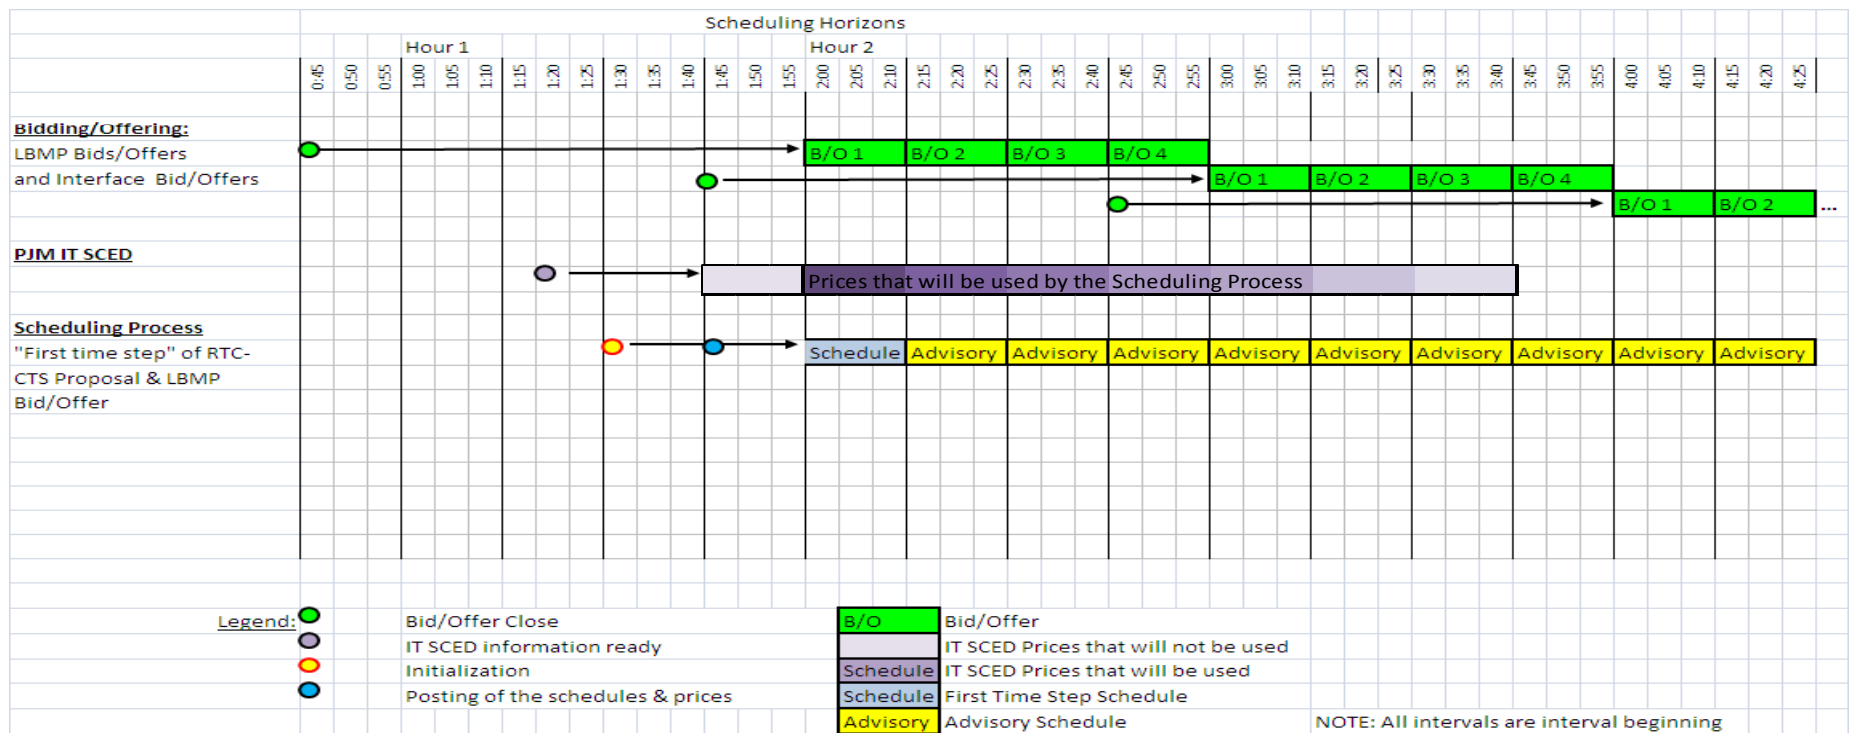 Scheduling Horizons
Hour 1 Hour 2
0:45 0:50 0:55 1:00 1:05 1:10 1:15 1:20 1:25 1:30 1:35 1:40 1:45 1:50 1:55 2:00 2:05 2:10 2:15 2:20 2:25 2:30 2:35 2:40 2:45 2:50 2:55 3:00 3:05 3:10 3:15 3:20 3:25 3:30 3:35 3:40 3:45 3:50 3:55 4:00 4:05 4:10 4:15 4:20 4:25
Bidding/Offering:
LBMP Bids/Offers B/O 1 B/O 2 B/O 3 B/O 4
and Interface Bid/Offers B/O 1 B/O 2 B/O 3 B/O 4
B/O 1 B/O 2 ...
PJM IT SCED
Prices that will be used by the Scheduling Process
Scheduling Process
"First time step" of RTC- Schedule Advisory Advisory Advisory Advisory Advisory Advisory Advisory Advisory Advisory
CTS Proposal & LBMP
Bid/Offer
Legend: Bid/Offer Close B/O Bid/Offer
IT SCED information ready IT SCED Prices that will not be used
Initialization Schedule IT SCED Prices that will be used
Posting of the schedules & prices Schedule First Time Step Schedule
Advisory Advisory Schedule NOTE: All intervals are interval beginning